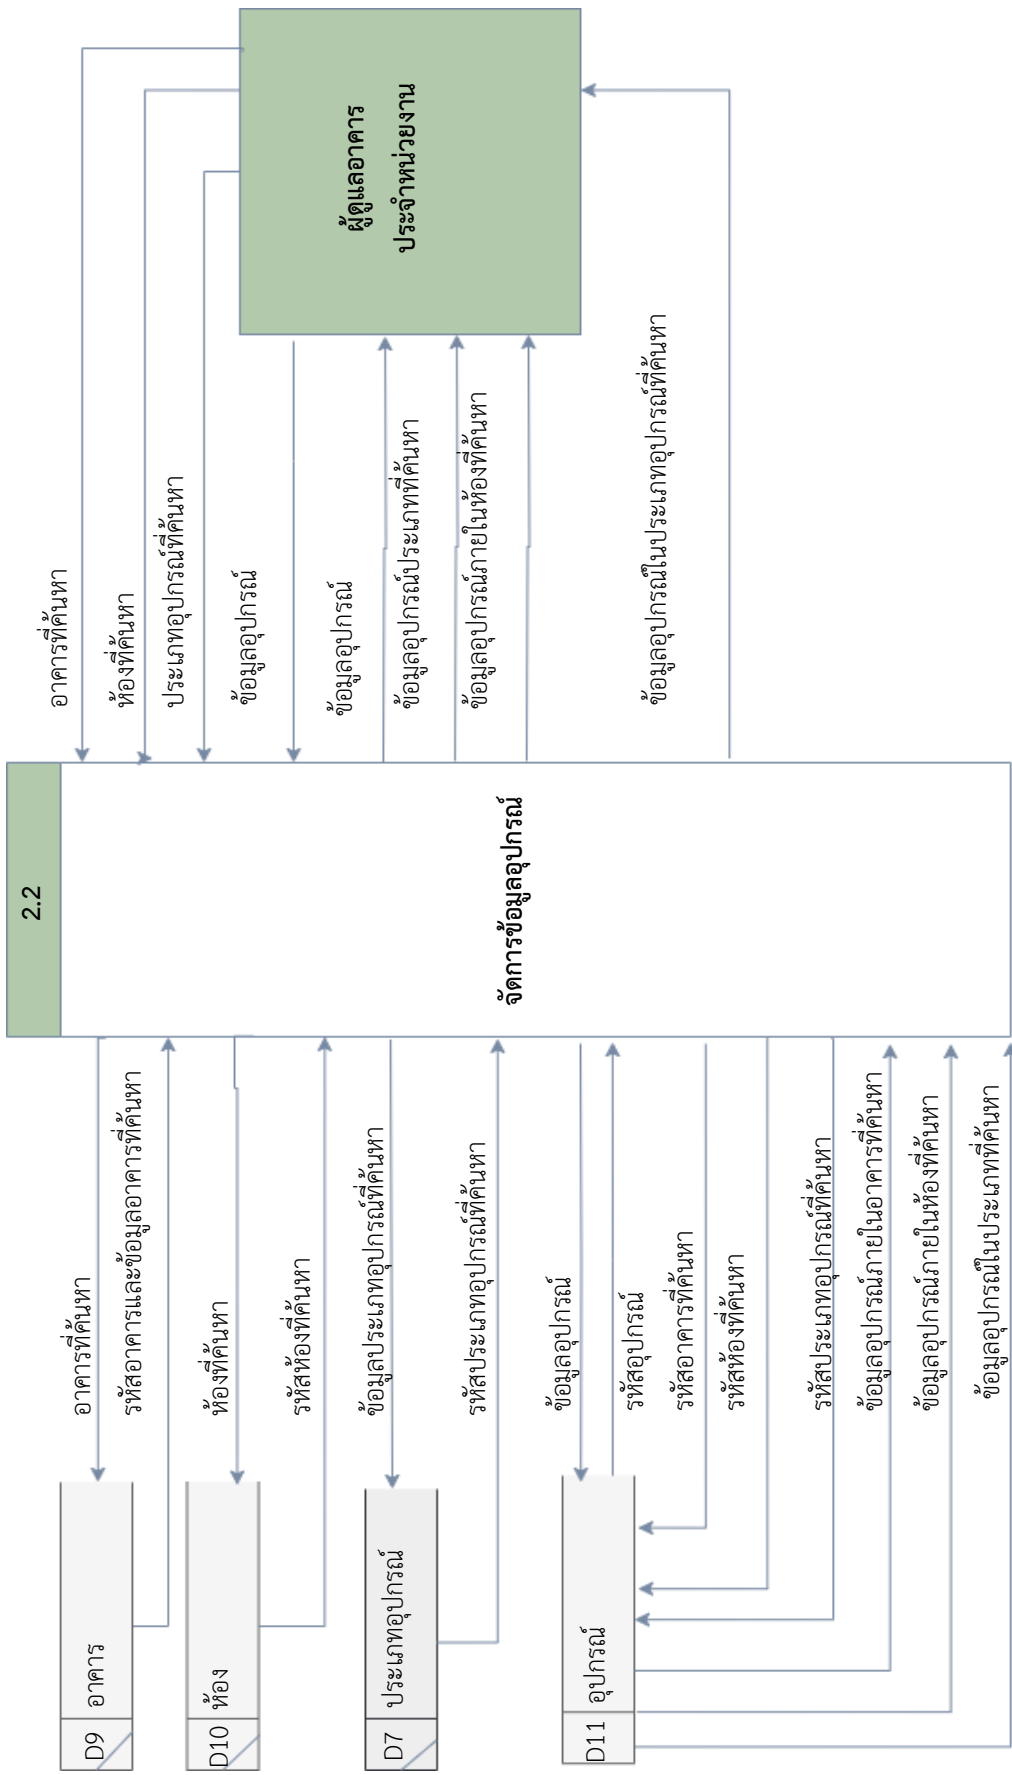 ผู้ดูแลอาคาร
ประจำหน่วยงาน
อาคารที่ค้นหา
ห้องที่ค้นหา
ประเภทอุปกรณ์ที่ค้นหา
ข้อมูลอุปกรณ์
ข้อมูลอุปกรณ์
ข้อมูลอุปกรณ์ประเภทที่ค้นหา
ข้อมูลอุปกรณ์ภายในห้องที่ค้นหา
ข้อมูลอุปกรณ์ในประเภทอุปกรณ์ที่ค้นหา
2.2
จัดการข้อมูลอุปกรณ์
อาคารที่ค้นหา
รหัสอาคารและข้อมูลอาคารที่ค้นหา
ห้องที่ค้นหา
รหัสห้องที่ค้นหา
ข้อมูลประเภทอุปกรณ์ที่ค้นหา
รหัสประเภทอุปกรณ์ที่ค้นหา
ข้อมูลอุปกรณ์
รหัสอุปกรณ์
รหัสอาคารที่ค้นหา
รหัสห้องที่ค้นหา
รหัสประเภทอุปกรณ์ที่ค้นหา
ข้อมูลอุปกรณ์ภายในอาคารที่ค้นหา
ข้อมูลอุปกรณ์ภายในห้องที่ค้นหา
ข้อมูลอุปกรณ์ในประเภทที่ค้นหา
D9 อาคาร
D10 ห้อง
D7 ประเภทอุปกรณ์
D11 อุปกรณ์